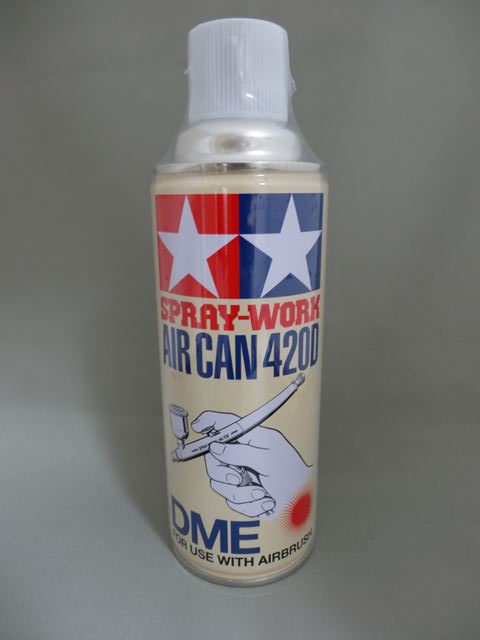 SPRAY-WORK
AIR CAN 420D
DME
FOR USE WITH AIRBRUSH